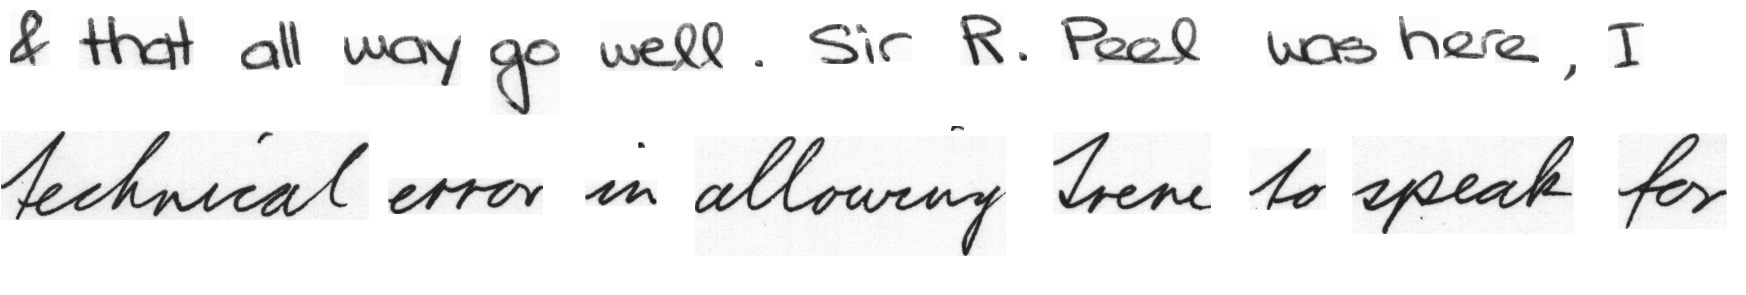 & that all way go well . Sir R . Peel was here , I
technical error in allowing Irene to speak for